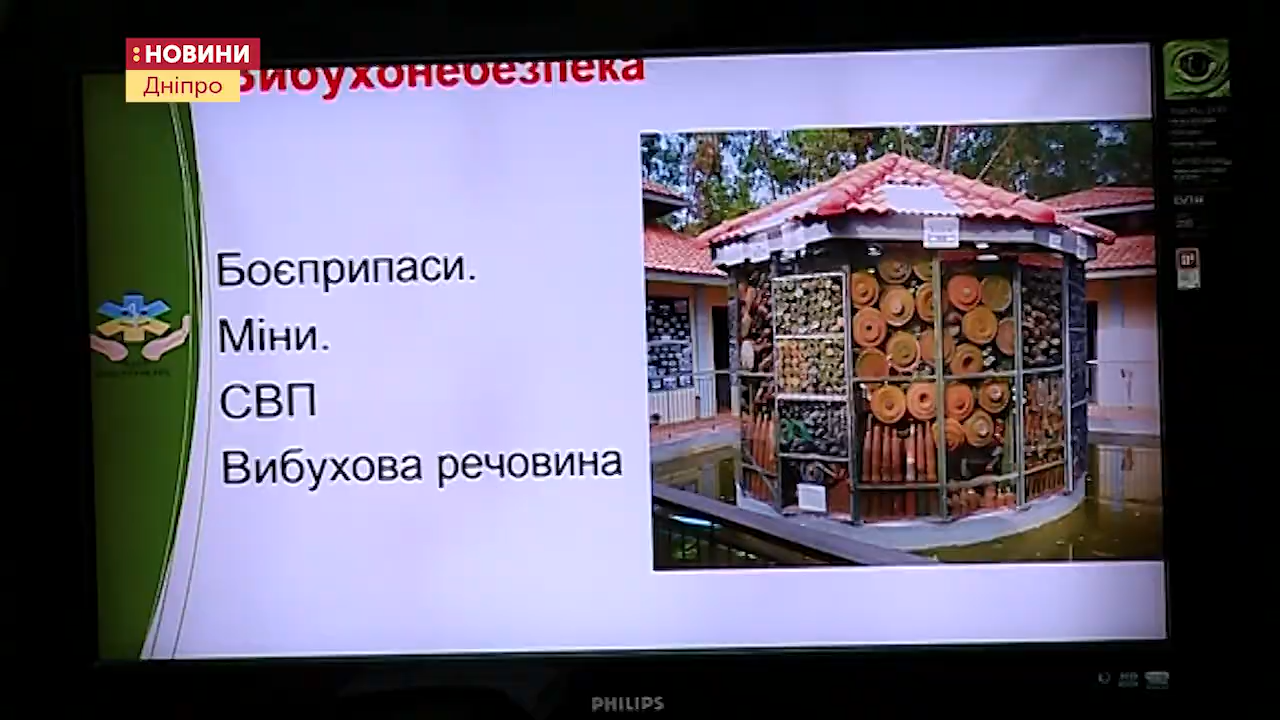 :НОВИНИ
Дніпро
Вибухонебезпека
Боєприпаси.
Міни.
СВП
Вибухова речовина
PHILIPS